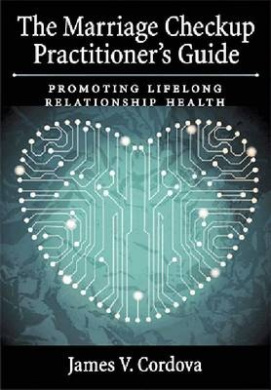 The Marriage Checkup
Practitioner's Guide
PROMOTING LIFELONG
RELATIONSHIP HEALTH
James V. Cordova